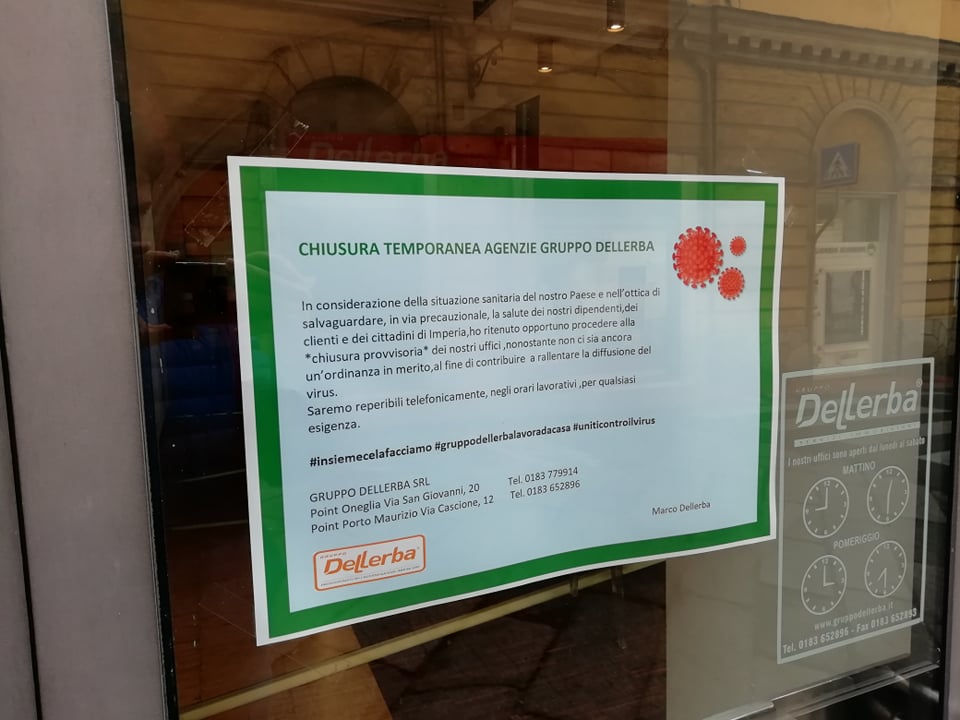 CHIUSURA TEMPORANEA AGENZIE GRUPPO DELLERBA
In considerazione della situazione sanitaria del nostro Paese e nell'ottica di
salvaguardare, in via precauzionale, la salute dei nostri dipendenti,dei
clienti e dei cittadini di Imperia,ho ritenuto opportuno procedere alla
*chiusura provvisoria* dei nostri uffici ,nonostante non ci sia ancora
un'ordinanza in merito,al fine di contribuire a rallentare la diffusione del
virus.
Saremo reperibili telefonicamente, negli orari lavorativi ,per qualsiasi
esigenza.
#insiemecelafacciamo #gruppodellerbalavoradacasa #uniticontroilvirus
GRUPPO DELLERBA SRL
Point Oneglia Via San Giovanni, 20 Tel. 0183 779914
Point Porto Maurizio Via Cascione, 12 Tel. 0183 652896
Marco Dellerba
GRUPPO
Dellerba
Dellerba
GRUPPO
Dellerba
SERVIZI IMMOBILIARI
I nostri uffici sono aperti dal lunedì al sabato
MATTINO
POMERIGGIO
www.gruppodellerba.it
Tel. 0183 652896 - Fax 0183 652893